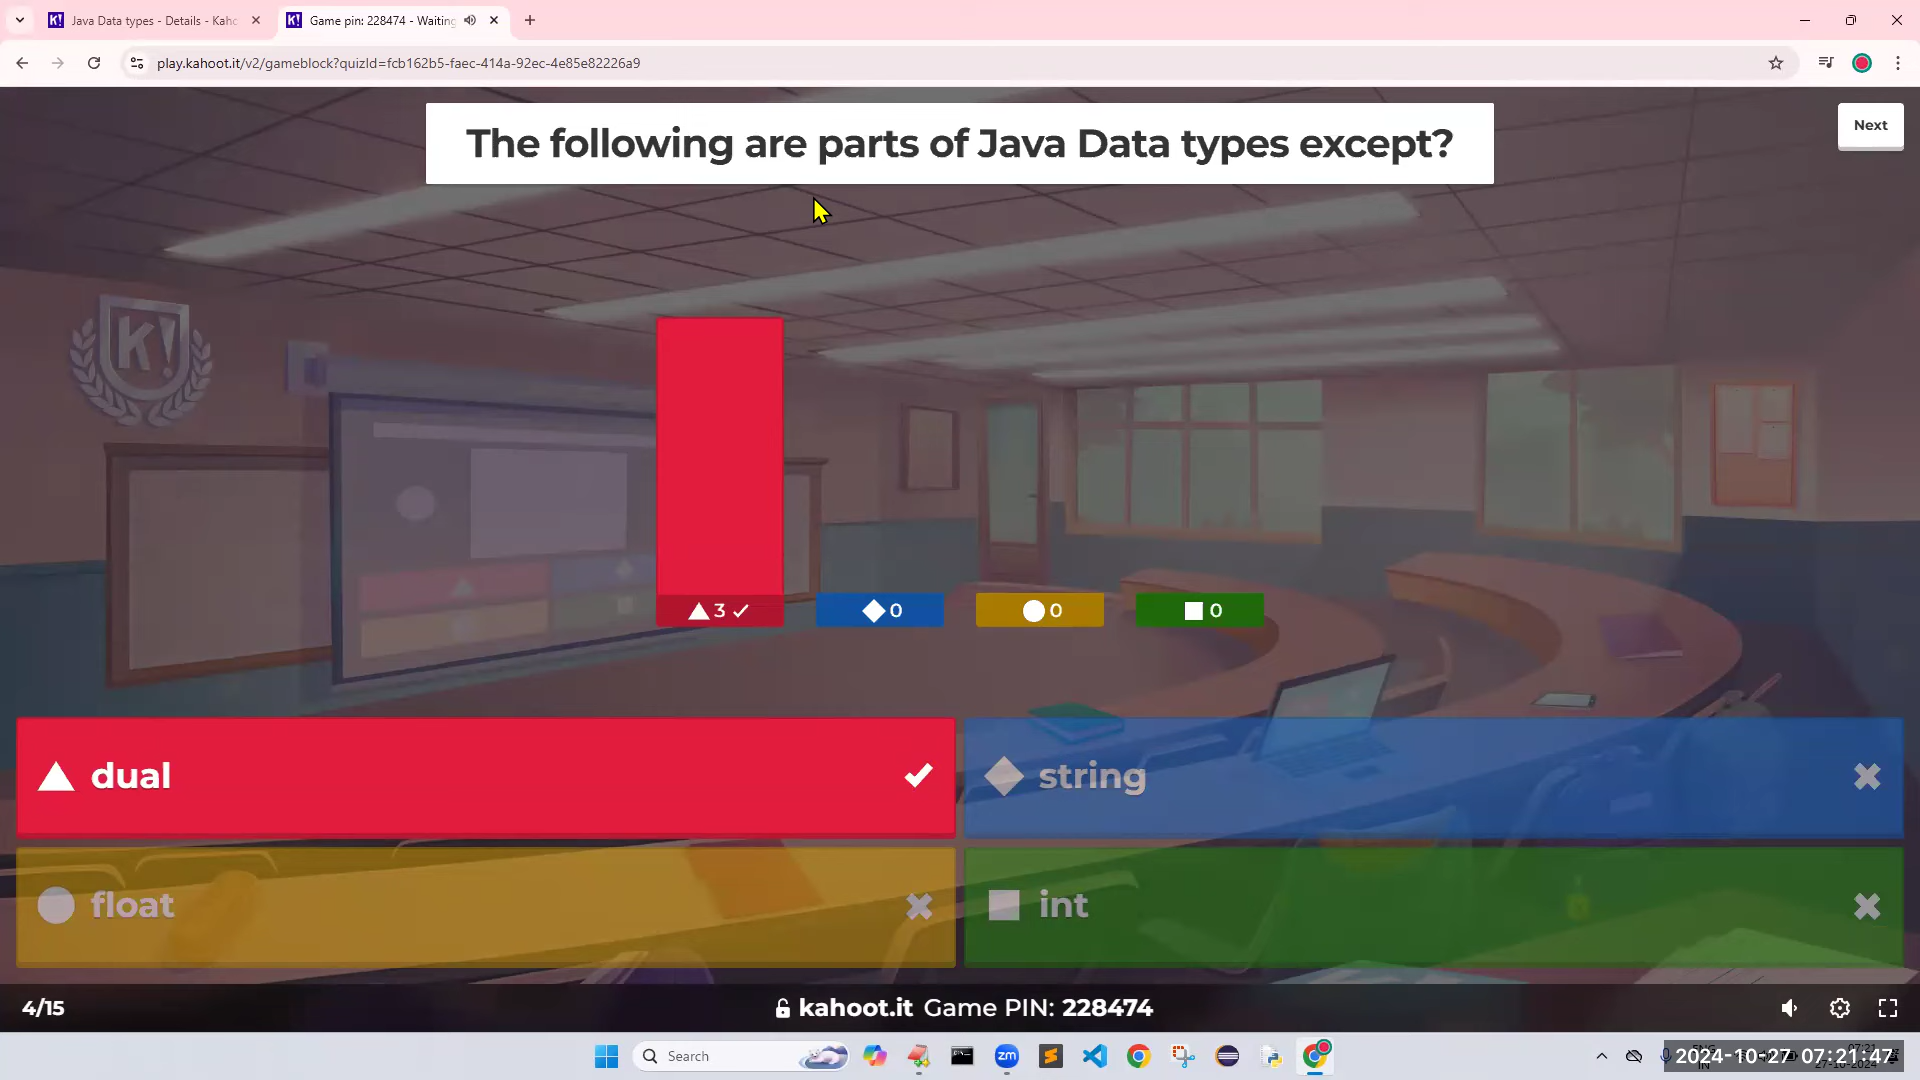 Java Data types - Details - Kaho
Game pin: 228474 - Waiting
play.kahoot.it/v2/gameblock?quizId=fcb162b5-faec-414a-92ec-4e85e82226a9
The following are parts of Java Data types except?
Next
K!
3
0
0
0
dual
string
float
int
4/15
kahoot.it Game PIN: 228474
Search
2024-10-27 07:21:47